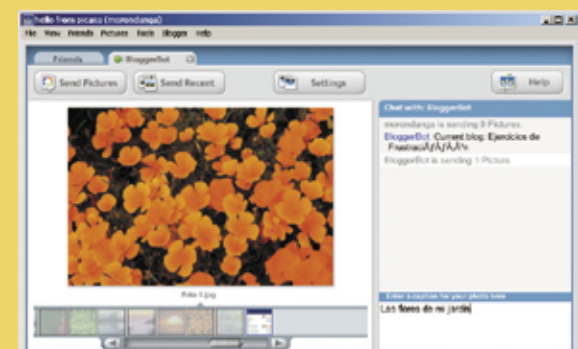 hello from picasa (morondanga)
File View Friends Pictures Tools Blogger Help
Friends BloggerBot
Send Pictures Send Recent Settings Help
Chat with: BloggerBot
morondanga is sending 9 Pictures.
BloggerBot Current blog: Ejercicios de
BloggerBot is sending 1 Picture
Foto 1.jpg
Enter a caption for your photo here
Las flores de mi jardin